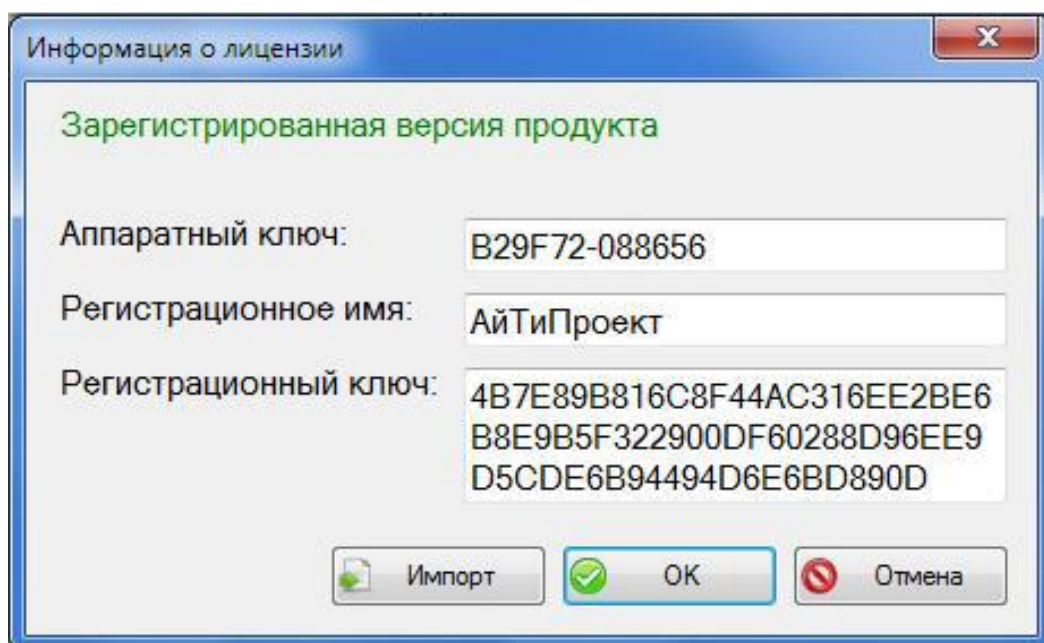 Информация о лицензии
Зарегистрированная версия продукта
Аппаратный ключ:
B29F72-088656
Регистрационное имя:
АйТиПроект
Регистрационный ключ:
4B7E89B816C8F44AC316EE2BE6
B8E9B5F322900DF60288D96EE9
D5CDE6B94494D6E6BD890D
Импорт
OK
Отмена